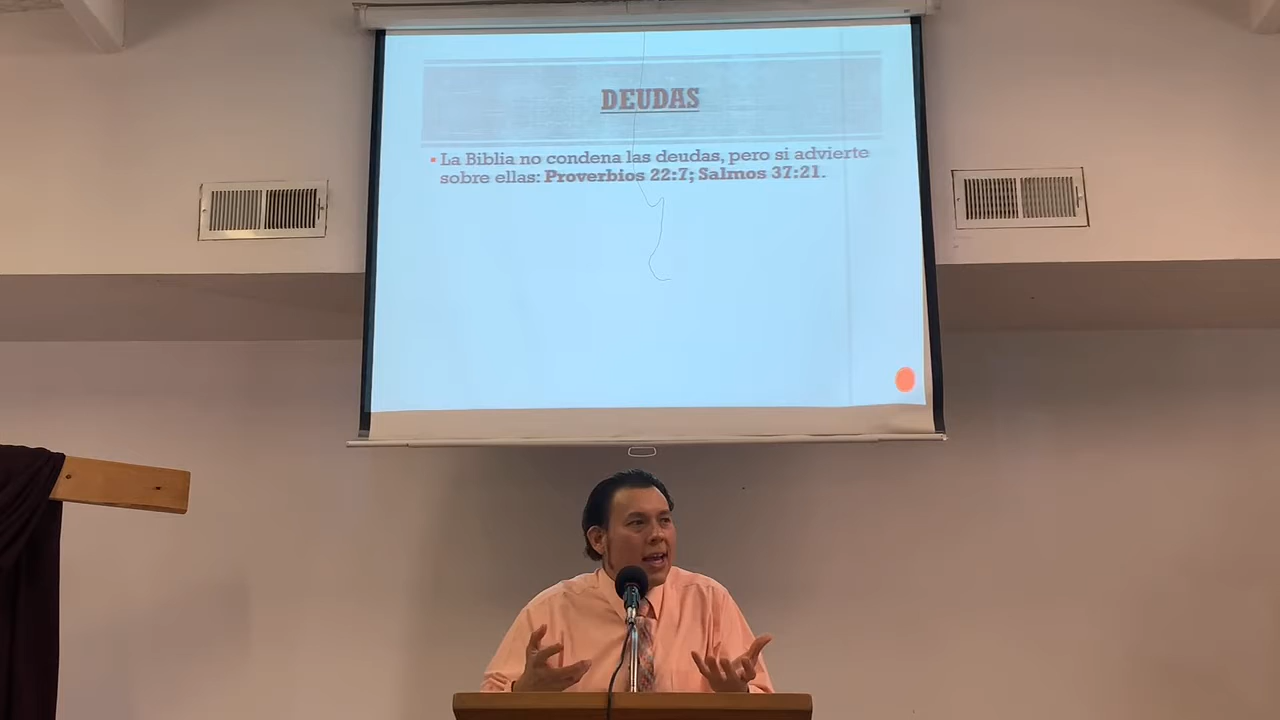 DEUDAS
La Biblia no condena las deudas, pero si advierte
sobre ellas: Proverbios 22:7; Salmos 37:21.